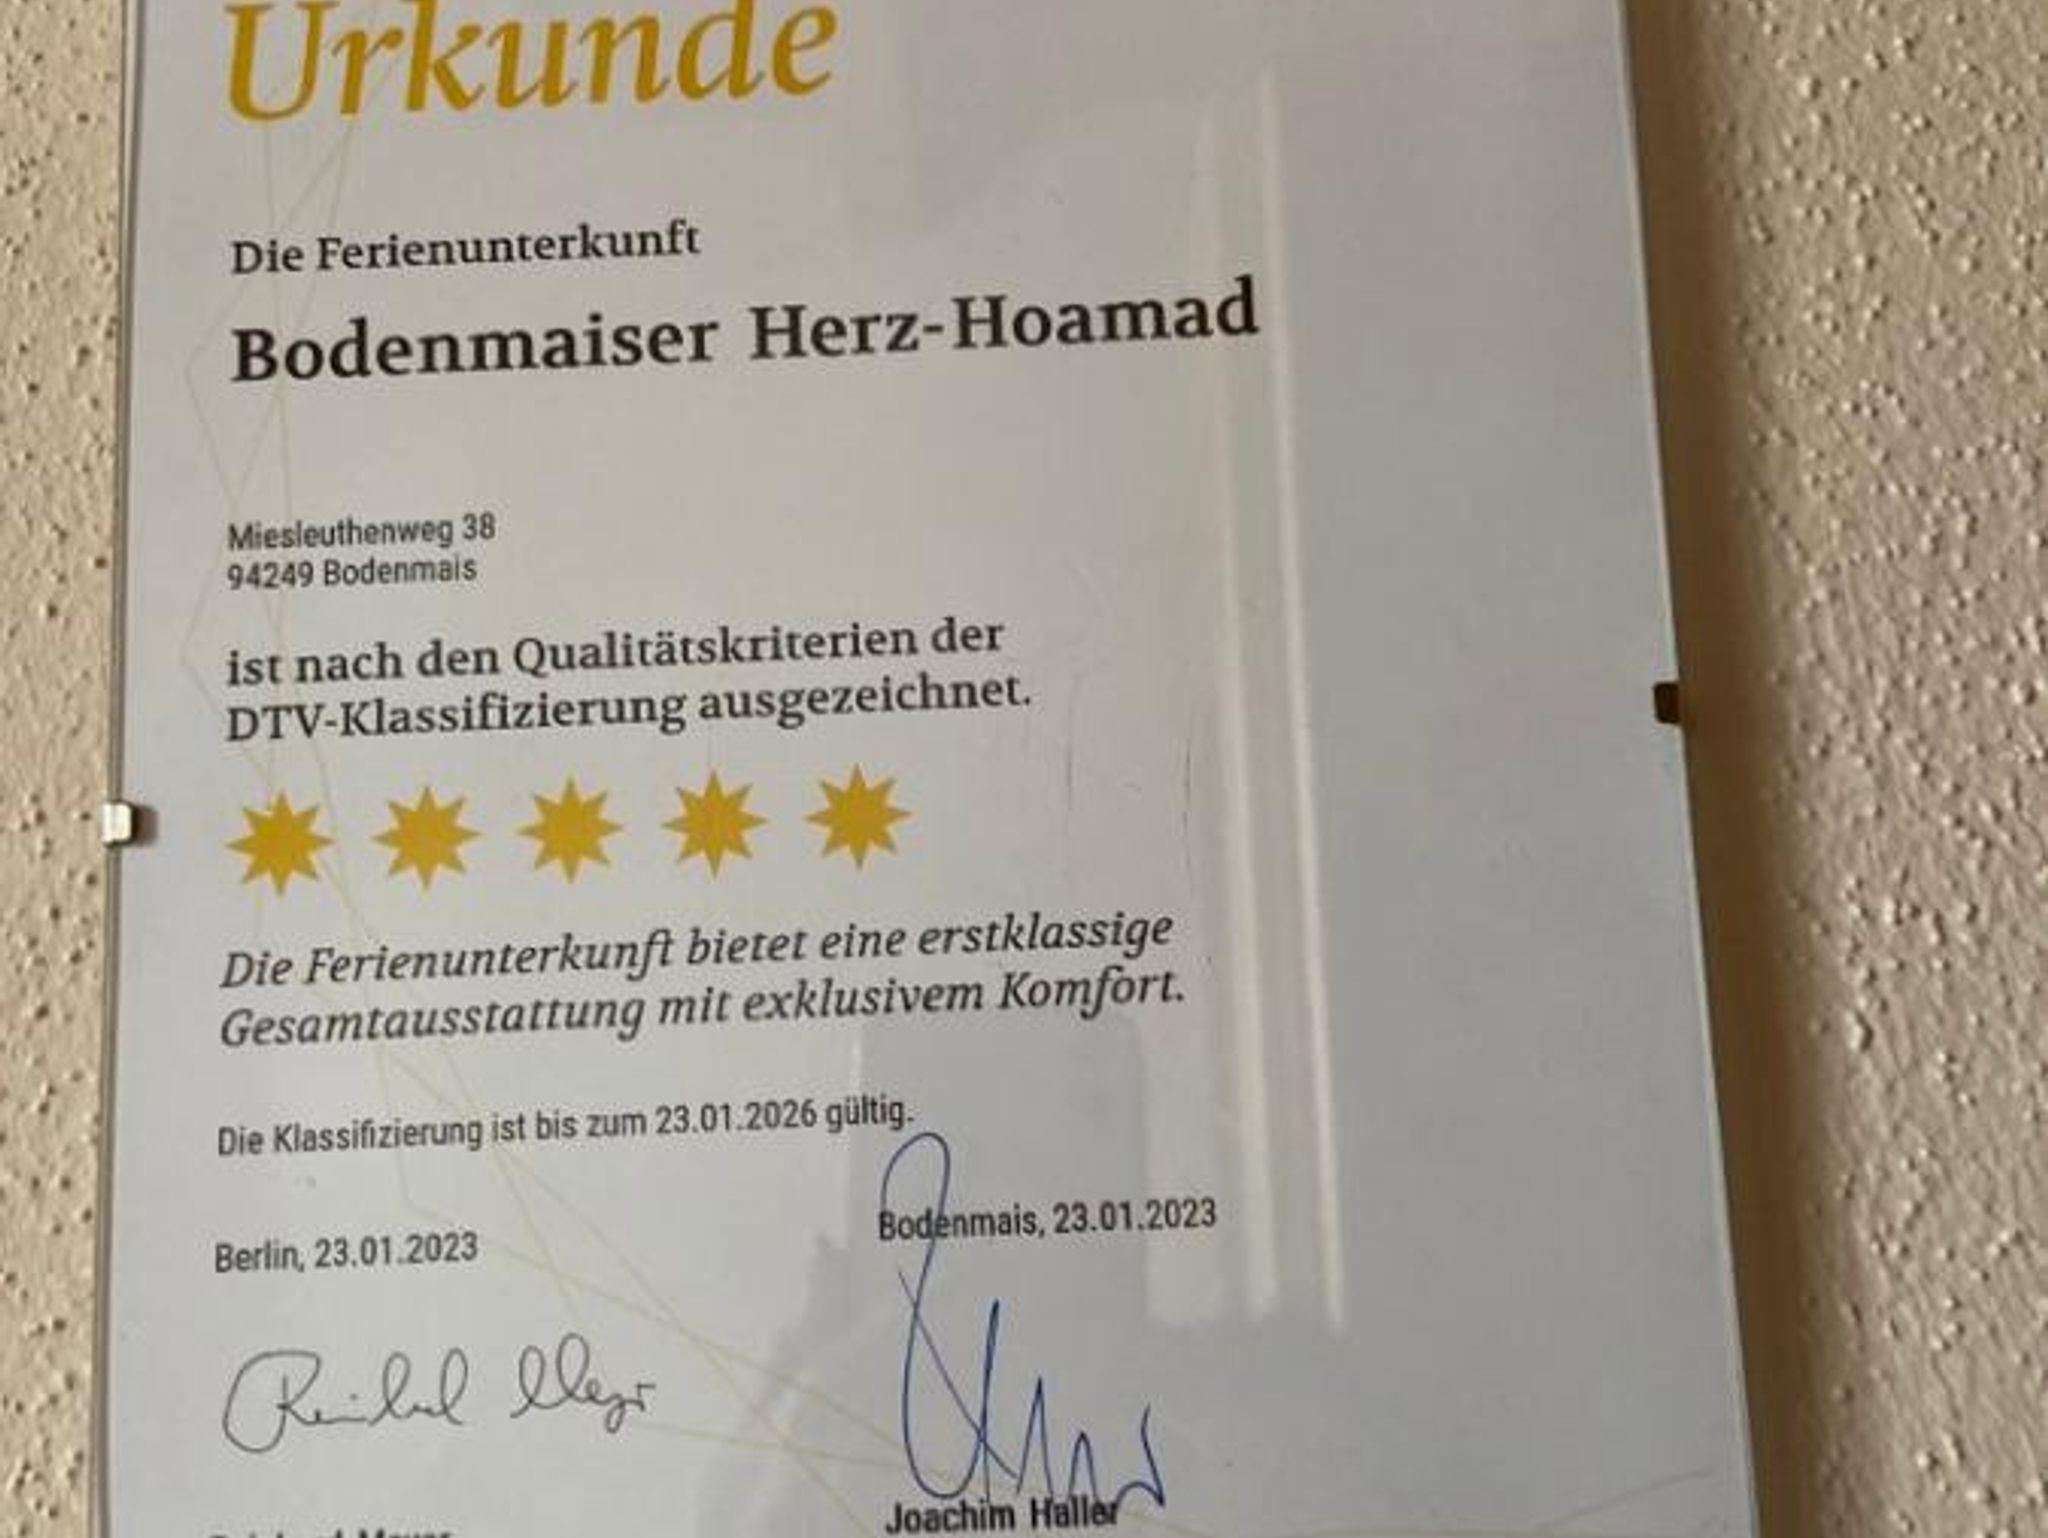 Urkunde
Die Ferienunterkunft
Bodenmaiser Herz-Hoamad
Miesleuthenweg 38
94249 Bodenmais
ist nach den Qualitätskriterien der
DTV-Klassifizierung ausgezeichnet.
Die Ferienunterkunft bietet eine erstklassige
Gesamtausstattung mit exklusivem Komfort.
Die Klassifizierung ist bis zum 23.01.2026 gültig.
Berlin, 23.01.2023
Bodenmais, 23.01.2023
Joachim Haller